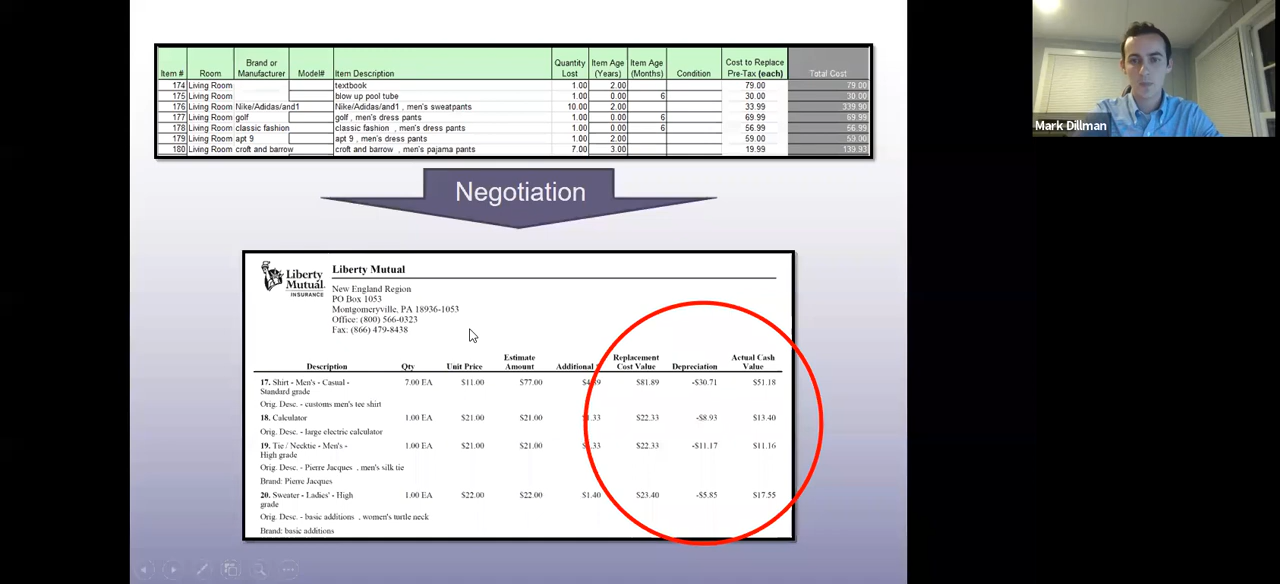 Item # Room Brand or Manufacturer Model# Item Description Quantity Lost Item Age (Years) Item Age (Months) Condition Cost to Replace Pre-Tax (each) Total Cost
174 Living Room textbook 1.00 2.00 79.00 79.00
175 Living Room blow up pool tube 1.00 0.00 6 30.00 30.00
176 Living Room Nike/Adidas/and1 Nike/Adidas/and1 , men's sweatpants 10.00 2.00 33.99 339.90
177 Living Room golf golf , men's dress pants 1.00 0.00 6 69.99 69.99
178 Living Room classic fashion classic fashion , men's dress pants 1.00 0.00 6 56.99 56.99
179 Living Room apt 9 apt 9 , men's dress pants 1.00 2.00 59.00 59.00
180 Living Room croft and barrow croft and barrow , men's pajama pants 7.00 3.00 19.99 139.93
Mark Dillman
Negotiation
Liberty Mutual INSURANCE
Liberty Mutual
New England Region
PO Box 1053
Montgomeryville, PA 18936-1053
Office: (800) 566-0323
Fax: (866) 479-8438
Description Qty Unit Price Estimate Amount Additional Replacement Cost Value Depreciation Actual Cash Value
17. Shirt - Men's - Casual - 7.00 EA $11.00 $77.00 $81.89 -$30.71 $51.18
Standard grade
Orig. Desc. - customs men's tee shirt
18. Calculator 1.00 EA $21.00 $21.00 $22.33 -$8.93 $13.40
Orig. Desc. - large electric calculator
19. Tie / Necktie - Men's - 1.00 EA $21.00 $21.00 $22.33 -$11.17 $11.16
High grade
Orig. Desc. - Pierre Jacques , men's silk tie
Brand: Pierre Jacques
20. Sweater - Ladies' - High 1.00 EA $22.00 $22.00 $1.40 $23.40 -$5.85 $17.55
grade
Orig. Desc. - basic additions , women's turtle neck
Brand: basic additions